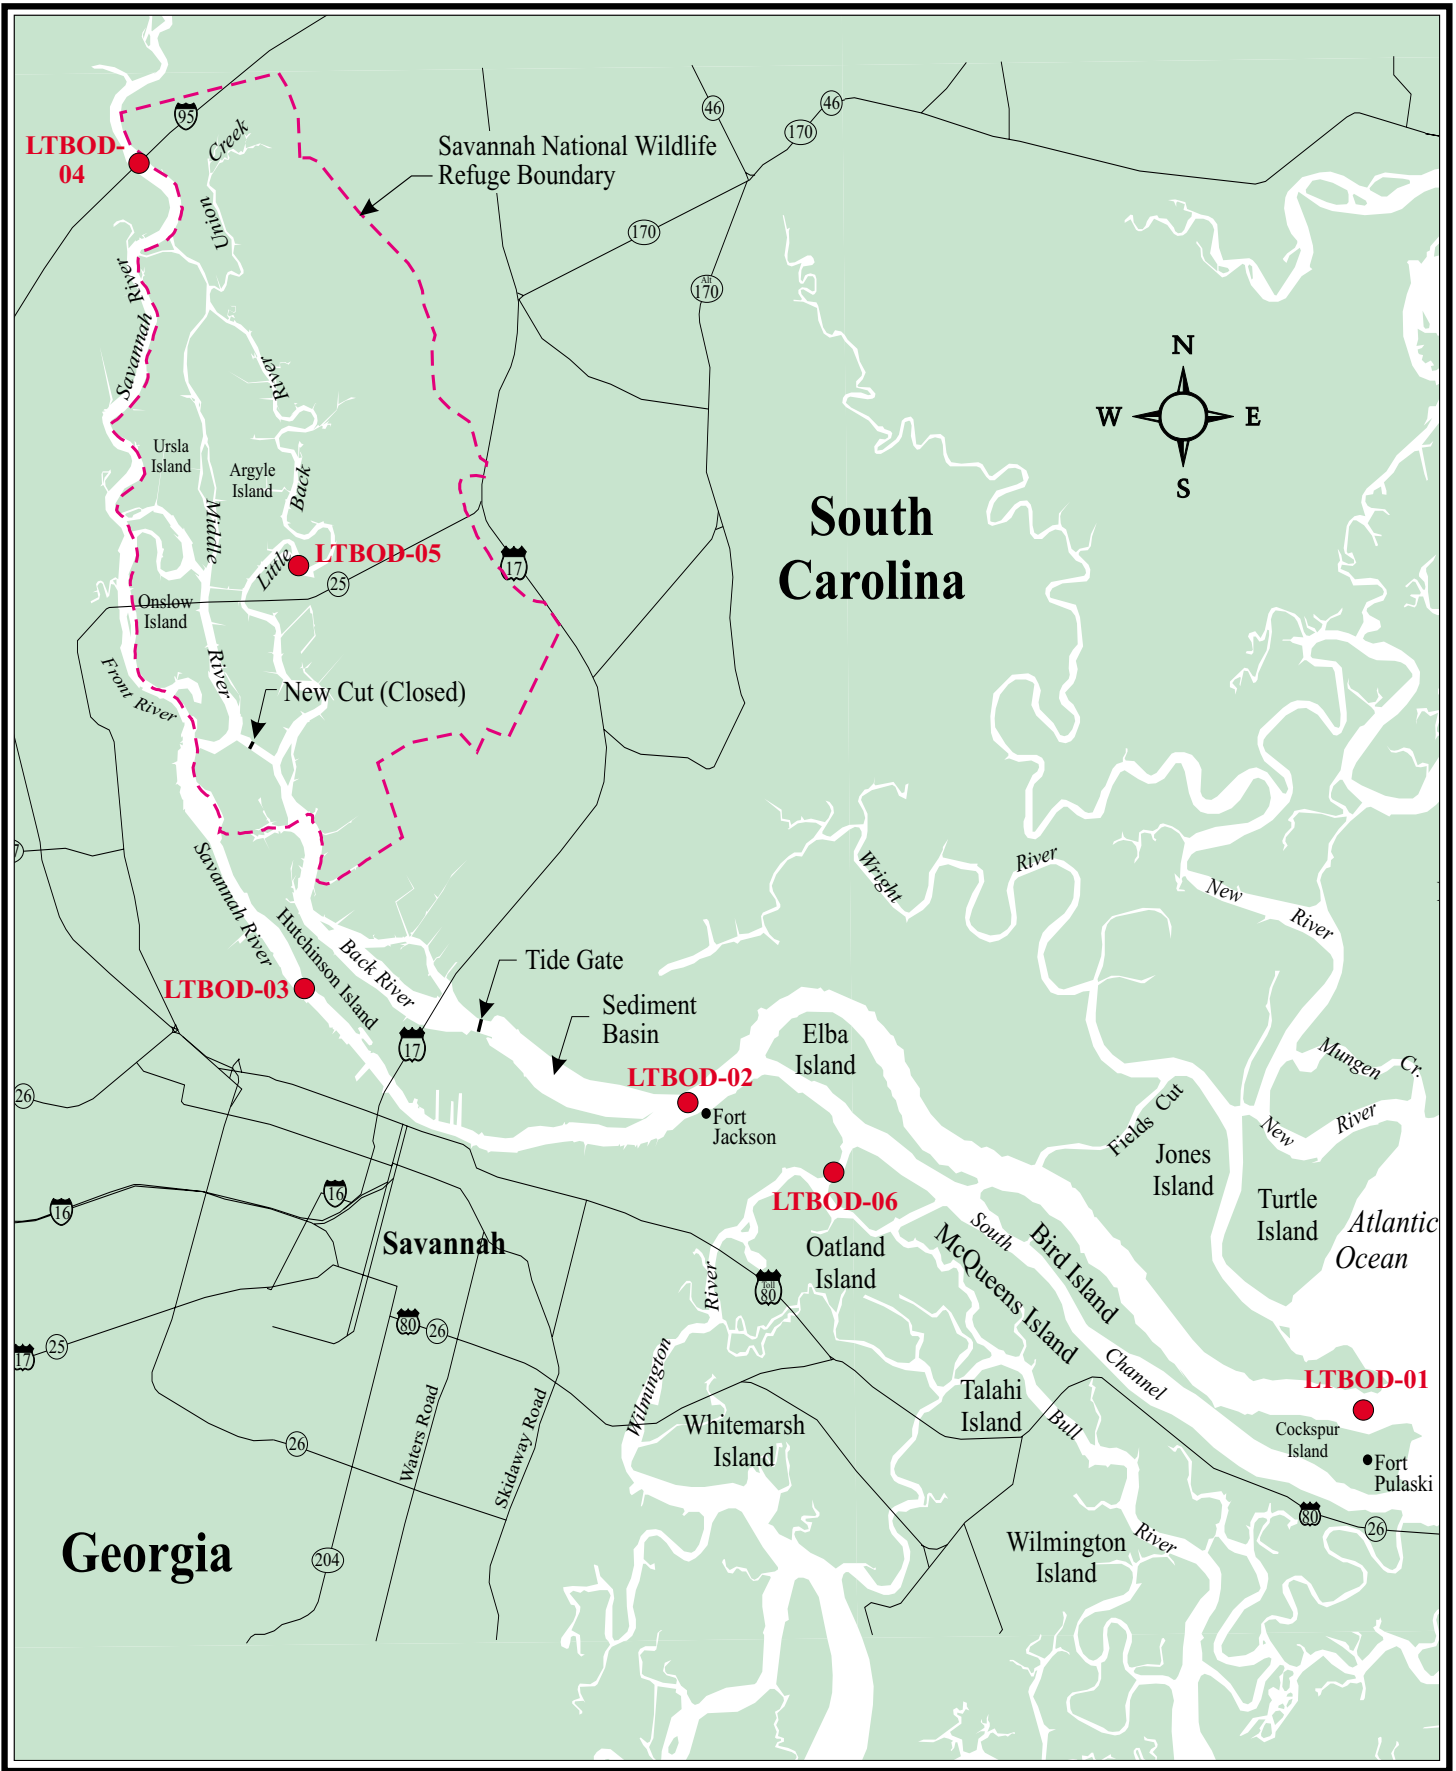 46
46
170
95
LTBOD-
04
Creek
Savannah National Wildlife
Refuge Boundary
Union
170
Alt
170
River
Savannah
River
N
W
E
S
Ursla
Island
Argyle
Island
Back
Middle
South
Carolina
LTBOD-05
Little
25
17
Onslow
Island
Front River
River
New Cut (Closed)
Savannah River
Wright
River
New
River
Hutchinson Island
Back River
Tide Gate
LTBOD-03
Sediment
Basin
17
Elba
Island
Mungen
Cr.
LTBOD-02
Fort
Jackson
26
Fields Cut
New
River
Jones
Island
LTBOD-06
Turtle
Island
Atlantic
Ocean
16
16
Savannah
Oatland
Island
South
Channel
Bird Island
McQueens Island
River
Wilmington
Toll
80
80
26
25
17
LTBOD-01
Cockspur
Island
Fort
Pulaski
Talahi
Island
Bull
River
Whitemarsh
Island
Waters Road
Skidaway Road
26
80
26
Wilmington
Island
Georgia
204